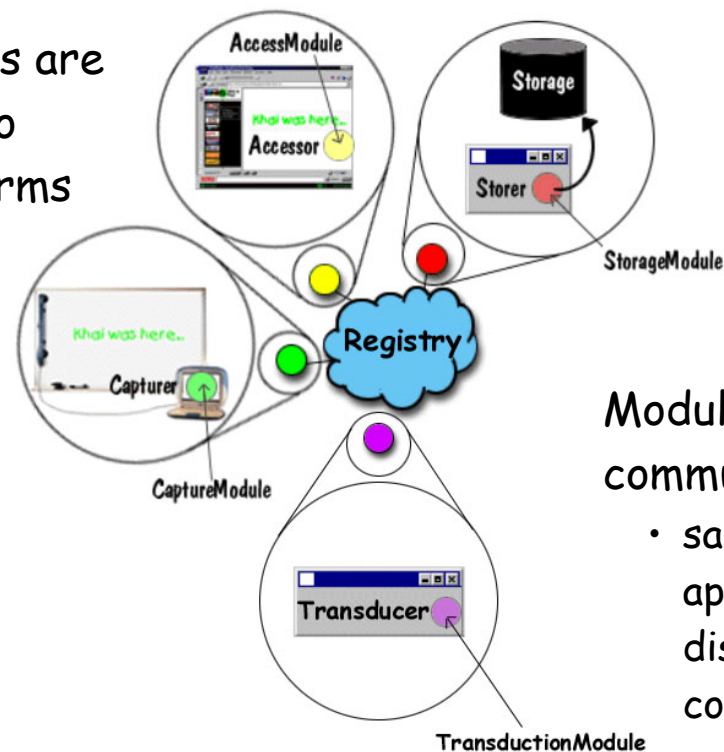 s are
o
rms
AccessModule
Khai was here...
Accessor
Storage
Storer
StorageModule
Khai was here...
Capturer
CaptureModule
Registry
Modul
commu
• sa
ap
dis
co
Transducer
TransductionModule